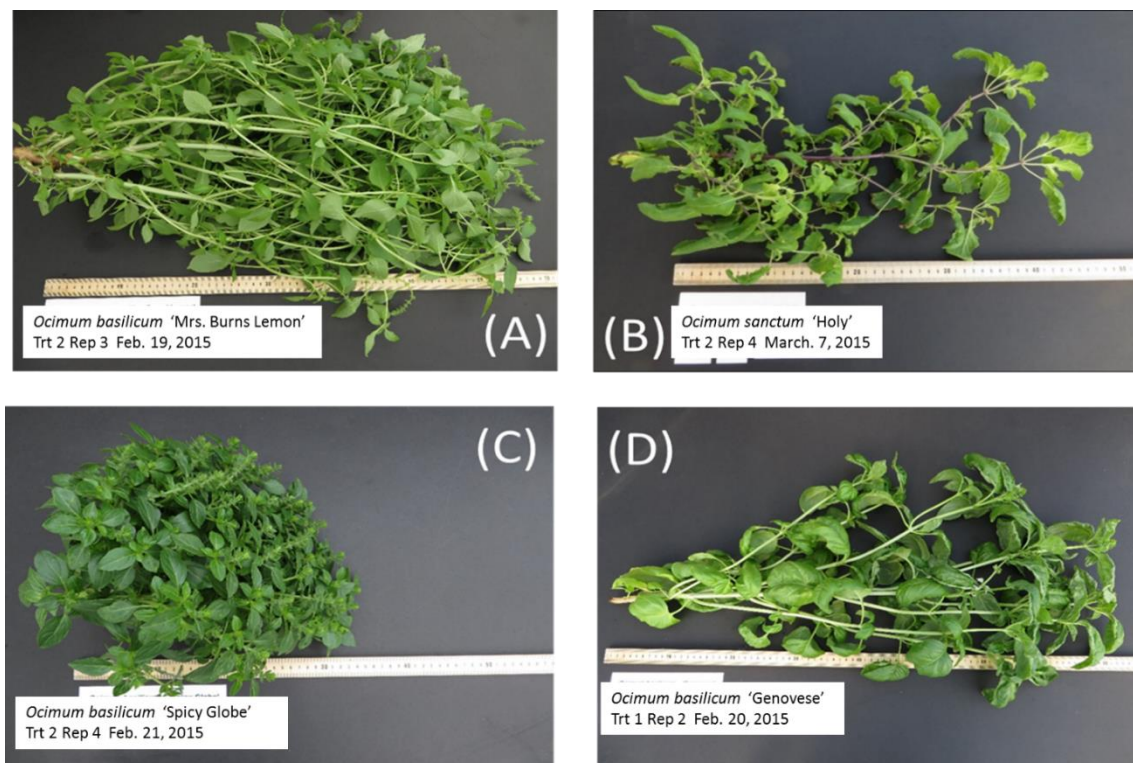 (A)
Ocimum basilicum ‘Mrs. Burns Lemon’
Trt 2 Rep 3 Feb. 19, 2015
(B)
Ocimum sanctum ‘Holy’
Trt 2 Rep 4 March. 7, 2015
(C)
Ocimum basilicum ‘Spicy Globe’
Trt 2 Rep 4 Feb. 21, 2015
(D)
Ocimum basilicum ‘Genovese’
Trt 1 Rep 2 Feb. 20, 2015